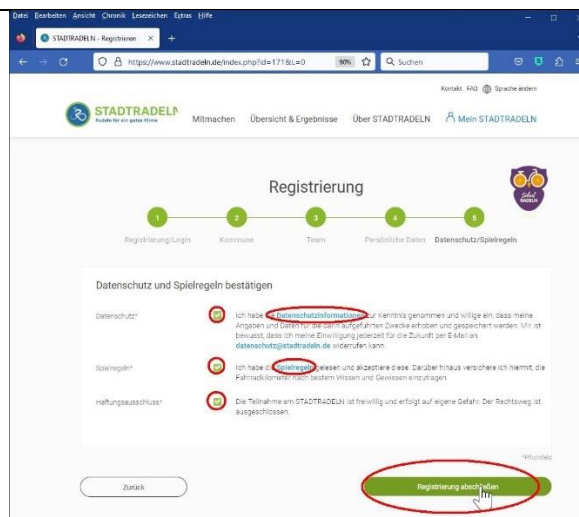 Datei Bearbeiten Ansicht Chronik Lesezeichen Extras Hilfe
STADTRADELN - Registrieren
https://www.stadtradeln.de/index.php?id=171&L=0 90% Suchen
Kontakt FAQ Sprache ändern
STADTRADELN
Radeln für ein gutes Klima
Mitmachen Übersicht & Ergebnisse Über STADTRADELN Mein STADTRADELN
Registrierung
RADELN
1 2 3 4 5
Registrierung/Login Kommune Team Persönliche Daten Datenschutz/Spielregeln
Datenschutz und Spielregeln bestätigen
Datenschutz* Ich habe die Datenschutzinformationen zur Kenntnis genommen und willige ein, dass meine
Angaben und Daten für die darin aufgeführten Zwecke erhoben und gespeichert werden. Mir ist
bewusst, dass ich meine Einwilligung jederzeit für die Zukunft per E-Mail an
datenschutz@stadtradeln.de widerrufen kann.
Spielregeln* Ich habe die Spielregeln gelesen und akzeptiere diese. Darüber hinaus versichere ich hiermit, die
Fahrradkilometer nach bestem Wissen und Gewissen einzutragen.
Haftungsausschluss* Die Teilnahme am STADTRADELN ist freiwillig und erfolgt auf eigene Gefahr. Der Rechtsweg ist
ausgeschlossen.
*Pflichtfeld
Zurück Registrierung abschließen